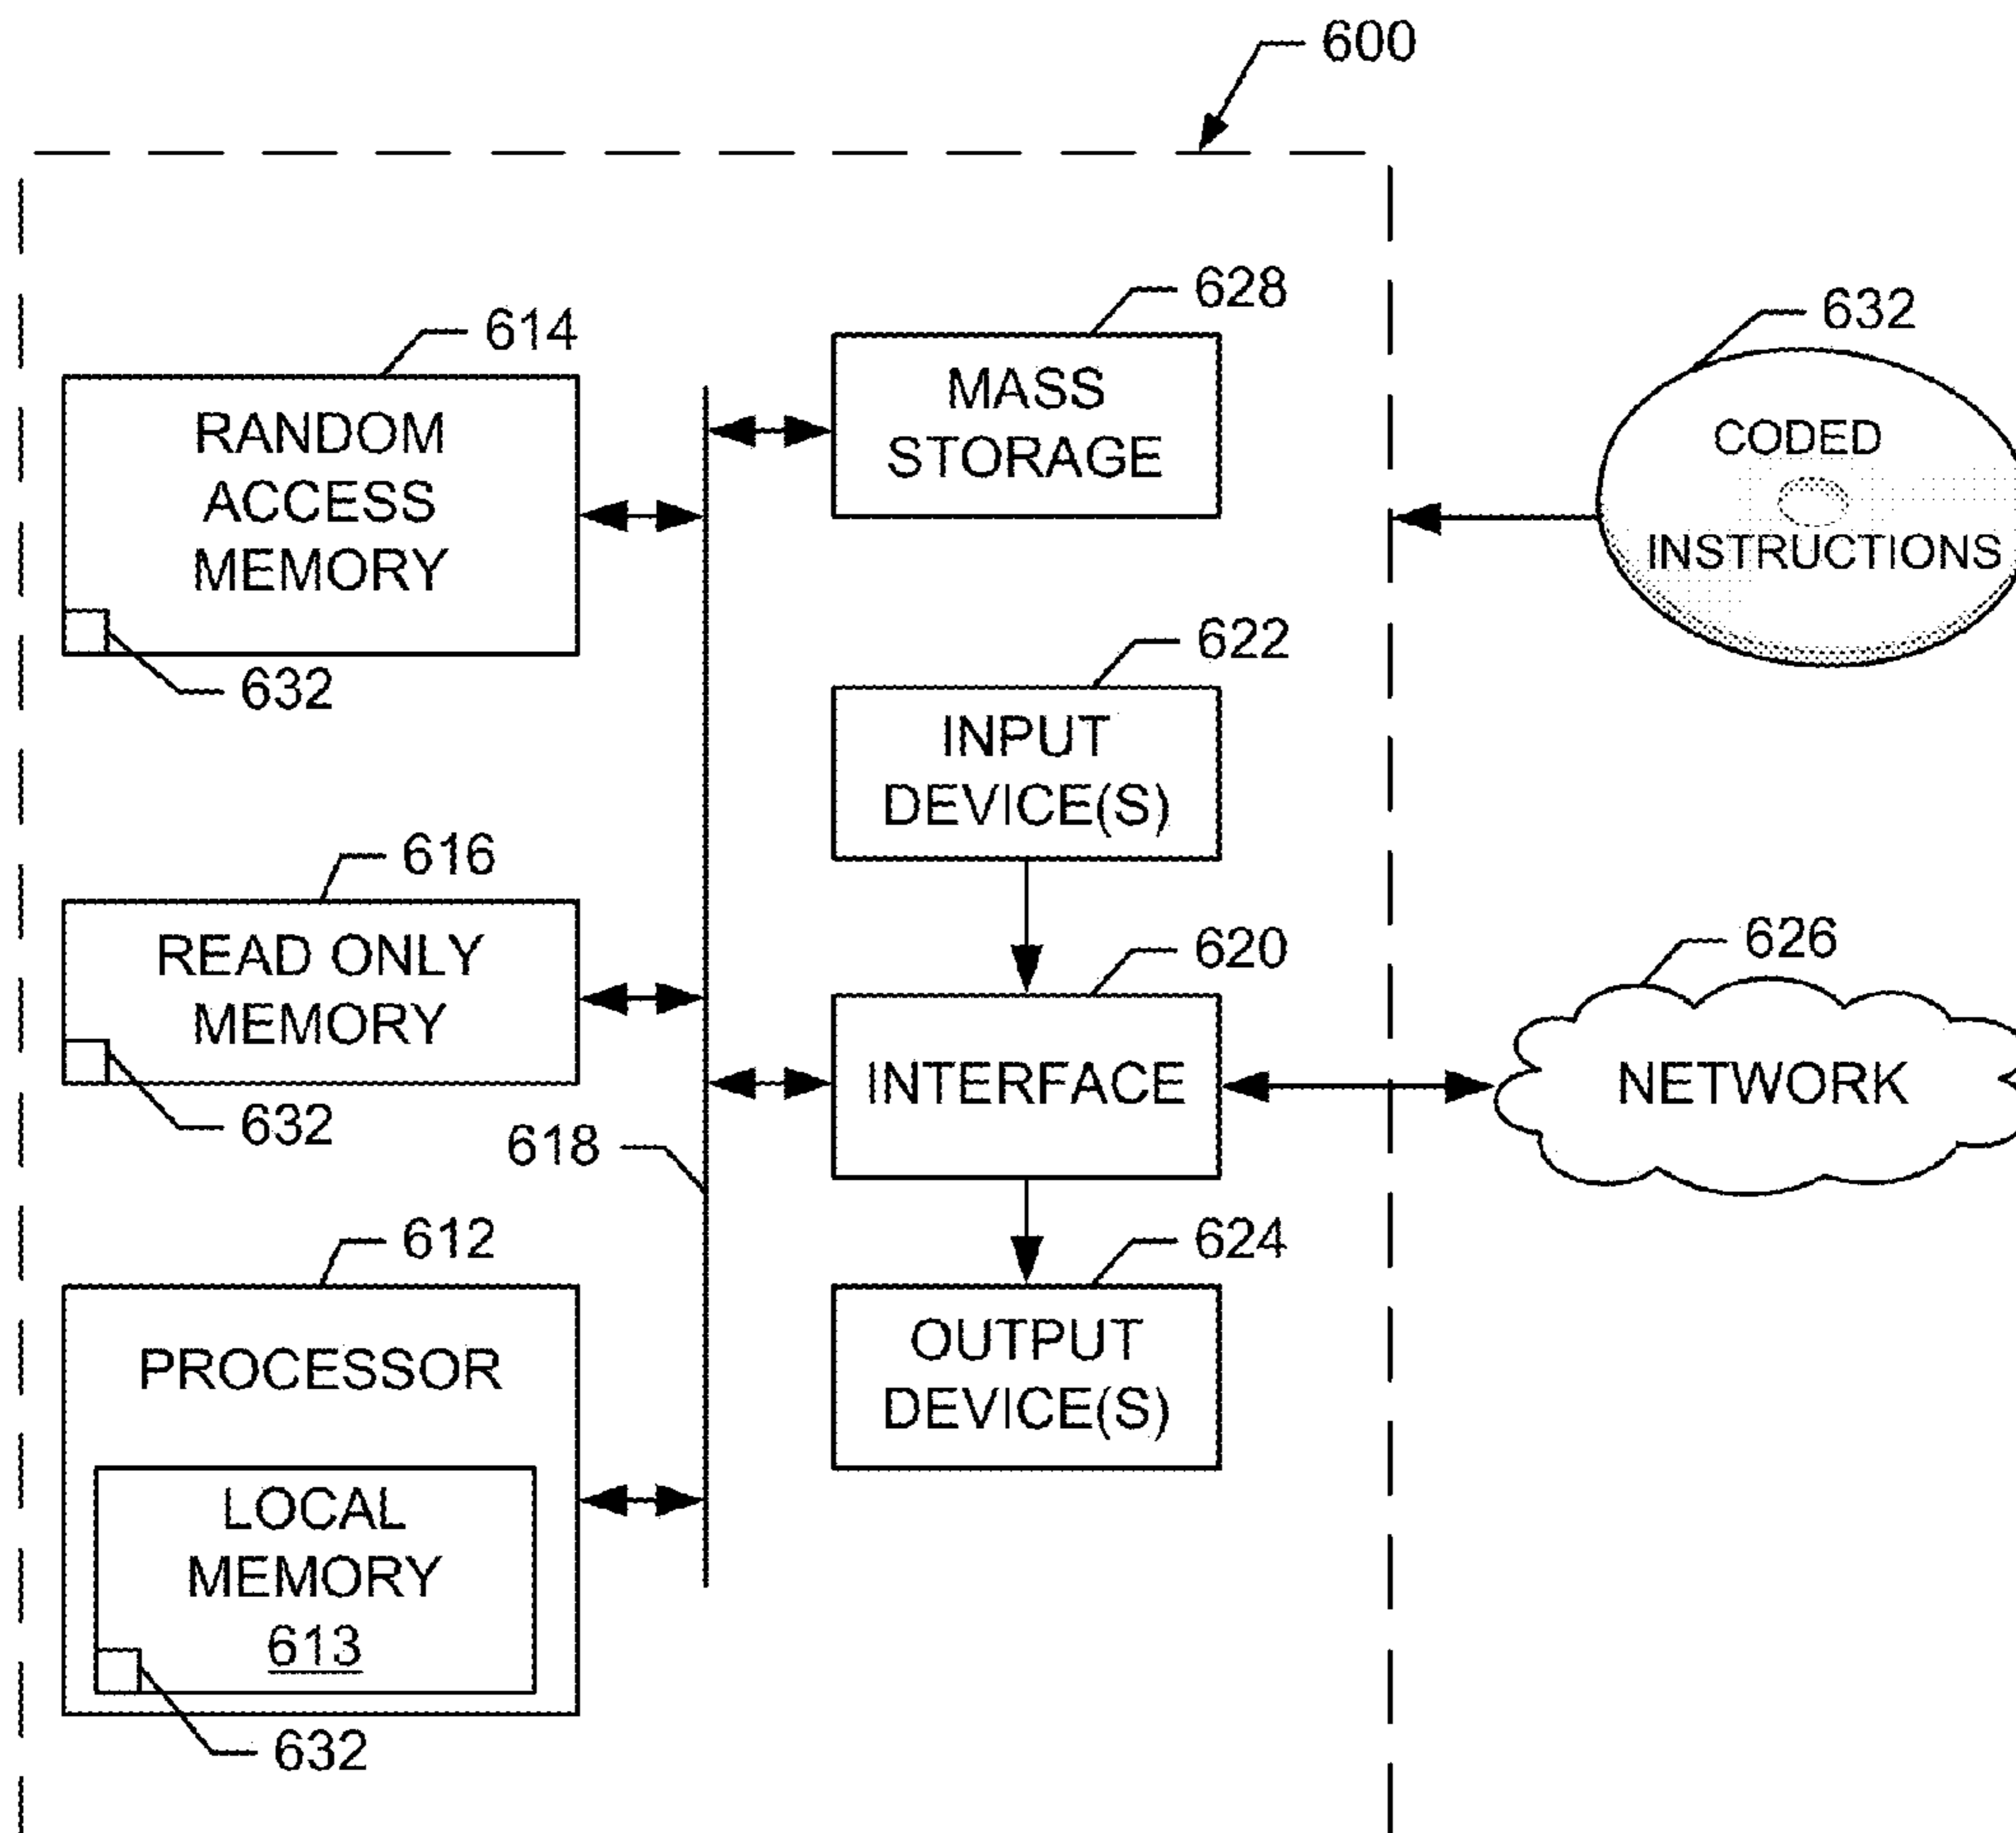 600
614
RANDOM
ACCESS
MEMORY
632
628
MASS
STORAGE
632
CODED
INSTRUCTIONS
622
INPUT
DEVICE(S)
616
READ ONLY
MEMORY
632
618
620
INTERFACE
626
NETWORK
612
PROCESSOR
LOCAL
MEMORY
613
632
624
OUTPUT
DEVICE(S)